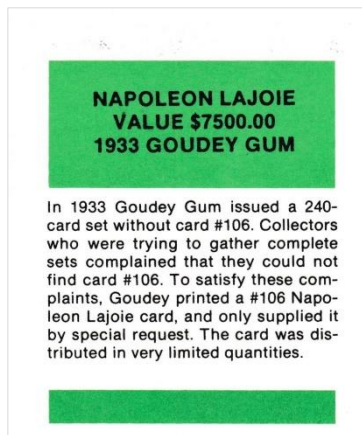 NAPOLEON LAJOIE
VALUE $7500.00
1933 GOUDEY GUM
In 1933 Goudey Gum issued a 240-
card set without card #106. Collectors
who were trying to gather complete
sets complained that they could not
find card #106. To satisfy these com-
plaints, Goudey printed a #106 Napo-
leon Lajoie card, and only supplied it
by special request. The card was dis-
tributed in very limited quantities.